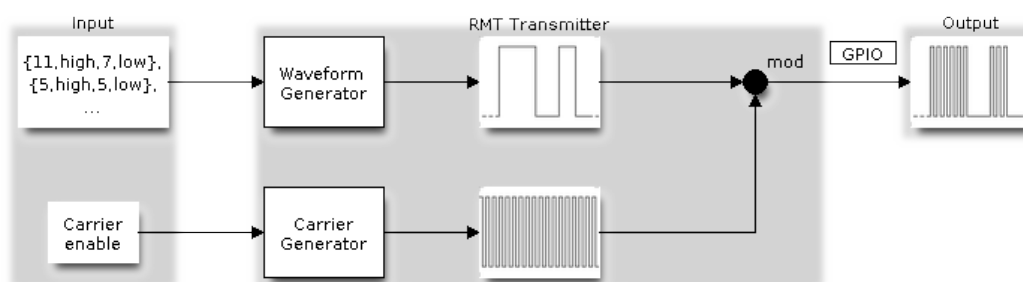 Input
RMT Transmitter
Output
{11,high,7,low},
{5,high,5,low},
...
Waveform
Generator
mod
GPIO
Carrier
enable
Carrier
Generator